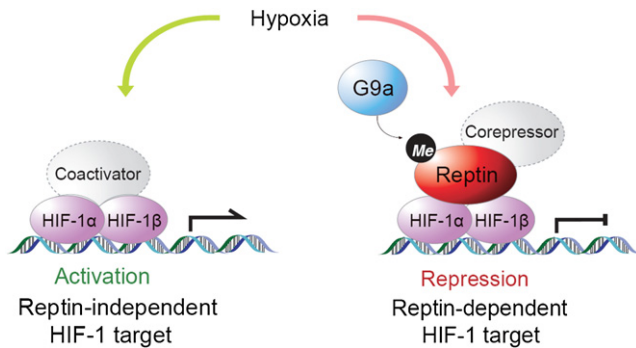 Hypoxia
G9a
Me
Corepressor
Coactivator
Reptin
HIF-1α HIF-1β
HIF-1α HIF-1β
Activation
Reptin-independent
HIF-1 target
Repression
Reptin-dependent
HIF-1 target